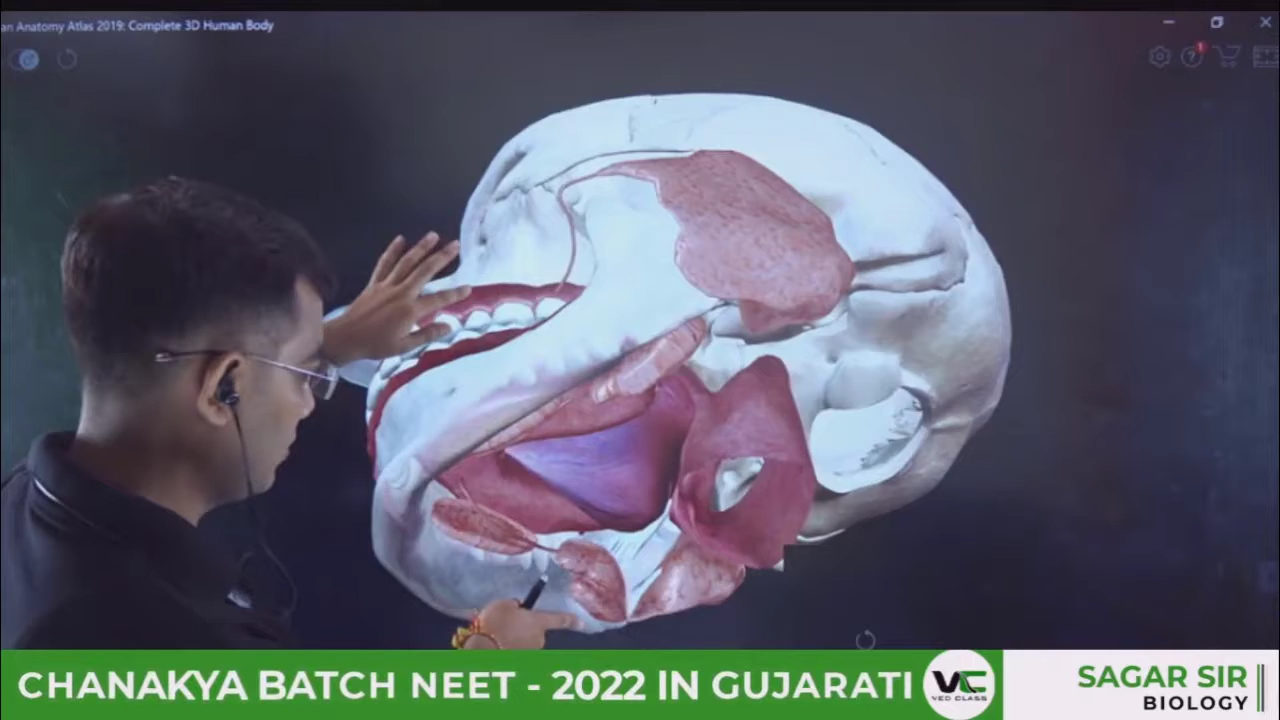 an Anatomy Atlas 2019: Complete 3D Human Body
CHANAKYA BATCH NEET - 2022 IN GUJARATI
VC
VED CLASS
SAGAR SIR
BIOLOGY